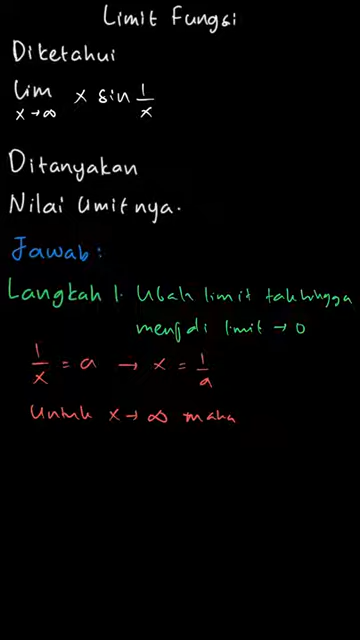 Limit Fungsi
Diketahui
lim x→∞ x sin 1/x
Ditanyakan
Nilai limitnya.
Jawab:
Langkah 1. Ubah limit takhingga
menjdi limit → 0
1/x = a → x = 1/a
Untuk x → ∞ maka